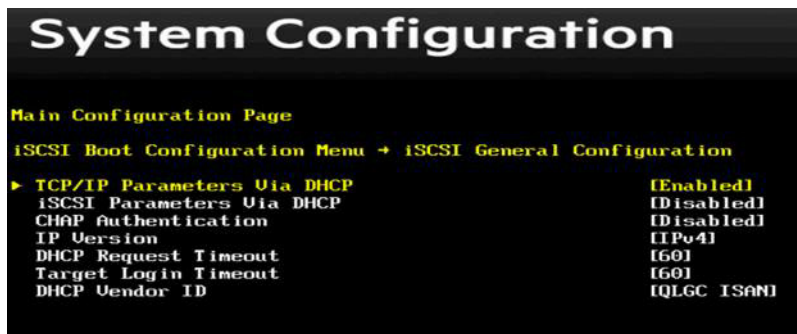 System Configuration
Main Configuration Page
iSCSI Boot Configuration Menu → iSCSI General Configuration
► TCP/IP Parameters Via DHCP [Enabled]
iSCSI Parameters Via DHCP [Disabled]
CHAP Authentication [Disabled]
IP Version [IPv4]
DHCP Request Timeout [60]
Target Login Timeout [60]
DHCP Vendor ID [QLGC ISAN]